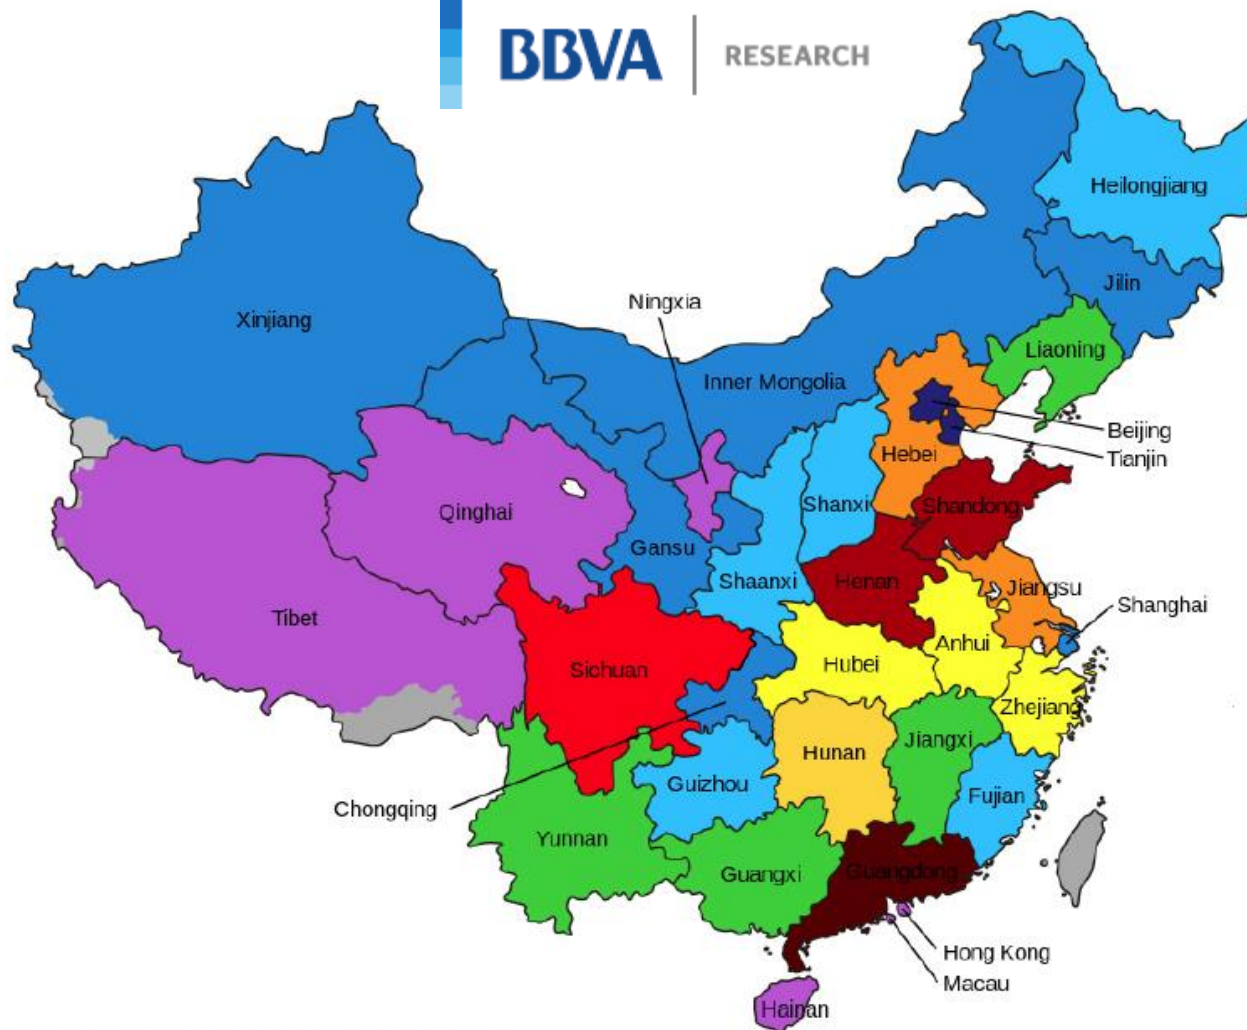 BBVA
RESEARCH
Heilongjiang
Jilin
Ningxia
Xinjiang
Liaoning
Inner Mongolia
Beijing
Hebei
Tianjin
Shanxi
Shandong
Qinghai
Gansu
Shaanxi
Henan
Jiangsu
Shanghai
Tibet
Anhui
Hubei
Sichuan
Zhejiang
Jiangxi
Hunan
Guizhou
Fujian
Chongqing
Yunnan
Guangxi
Guangdong
Hong Kong
Macau
Hainan